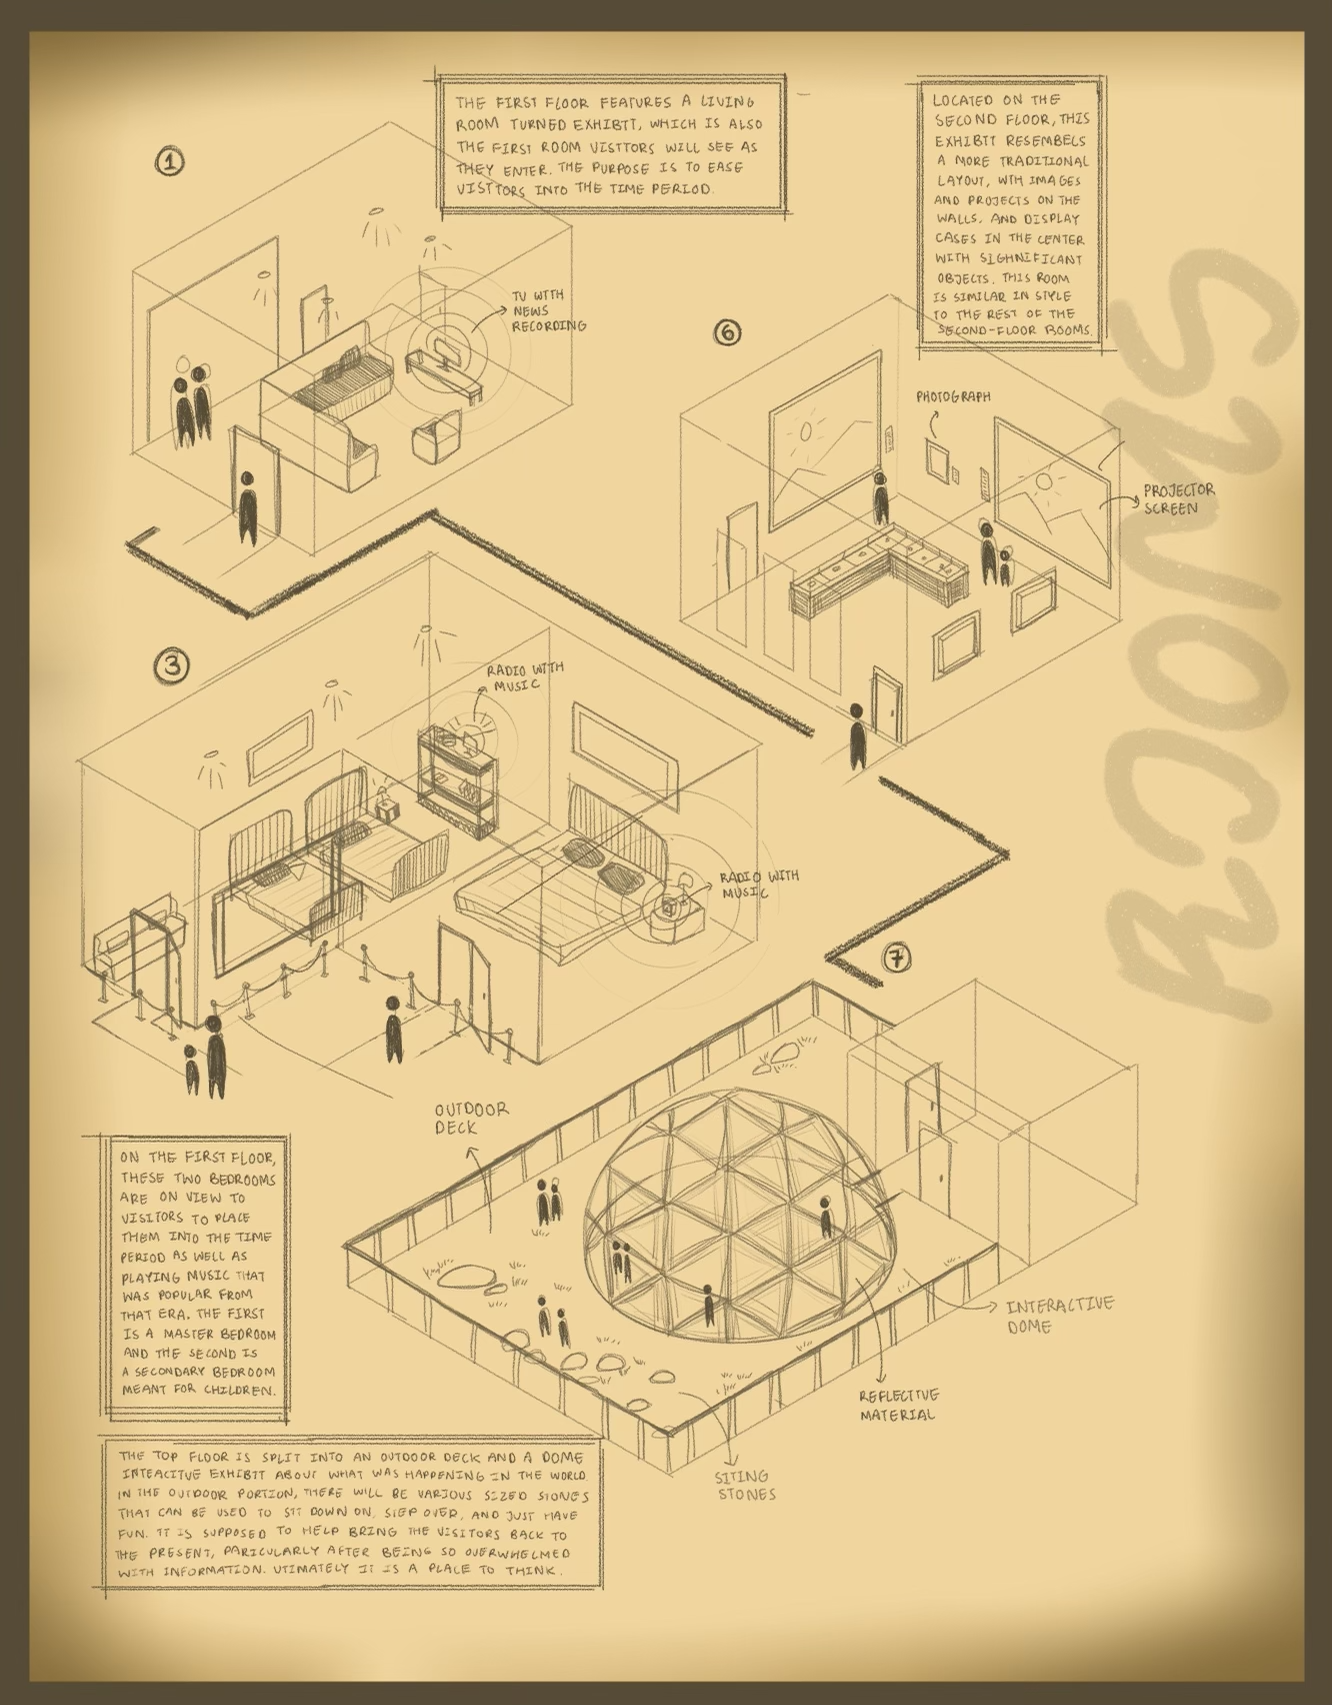 1
THE FIRST FLOOR FEATURES A LIVING
ROOM TURNED EXHIBIT, WHICH IS ALSO
THE FIRST ROOM VISITORS WILL SEE AS
THEY ENTER. THE PURPOSE IS TO EASE
VISITORS INTO THE TIME PERIOD.
TV WITH
NEWS
RECORDING
LOCATED ON THE
SECOND FLOOR, THIS
EXHIBIT RESEMBELS
A MORE TRADITIONAL
LAYOUT, WTH IMAGES
AND PROJECTS ON THE
WALLS. AND DISPLAY
CASES IN THE CENTER
WITH SIGHNIFICANT
OBJECTS. THIS ROOM
IS SIMILAR IN STYLE
TO THE REST OF THE
SECOND-FLOOR ROOMS.
6
PHOTOGRAPH
PROJECTOR
SCREEN
ROOMS
3
RADIO WITH
MUSIC
RADIO WITH
MUSIC
7
OUTDOOR
DECK
INTERACTIVE
DOME
REFLECTIVE
MATERIAL
SITING
STONES
ON THE FIRST FLOOR,
THESE TWO BEDROOMS
ARE ON VIEW TO
VISITORS TO PLACE
THEM INTO THE TIME
PERIOD AS WELL AS
PLAYING MUSIC THAT
WAS POPULAR FROM
THAT ERA. THE FIRST
IS A MASTER BEDROOM
AND THE SECOND IS
A SECONDARY BEDROOM
MEANT FOR CHILDREN.
THE TOP FLOOR IS SPLIT INTO AN OUTDOOR DECK AND A DOME
INTEACITVE EXHIBIT ABOUT WHAT WAS HAPPENING IN THE WORLD.
IN THE OUTDOOR PORTION, THERE WILL BE VARIOUS SIZED STONES
THAT CAN BE USED TO SIT DOWN ON, STEP OVER, AND JUST HAVE
FUN. IT IS SUPPOSED TO HELP BRING THE VISITORS BACK TO
THE PRESENT, PARICULARLY AFTER BEING SO OVERWHELMED
WITH INFORMATION. UTIMATELY IT IS A PLACE TO THINK.